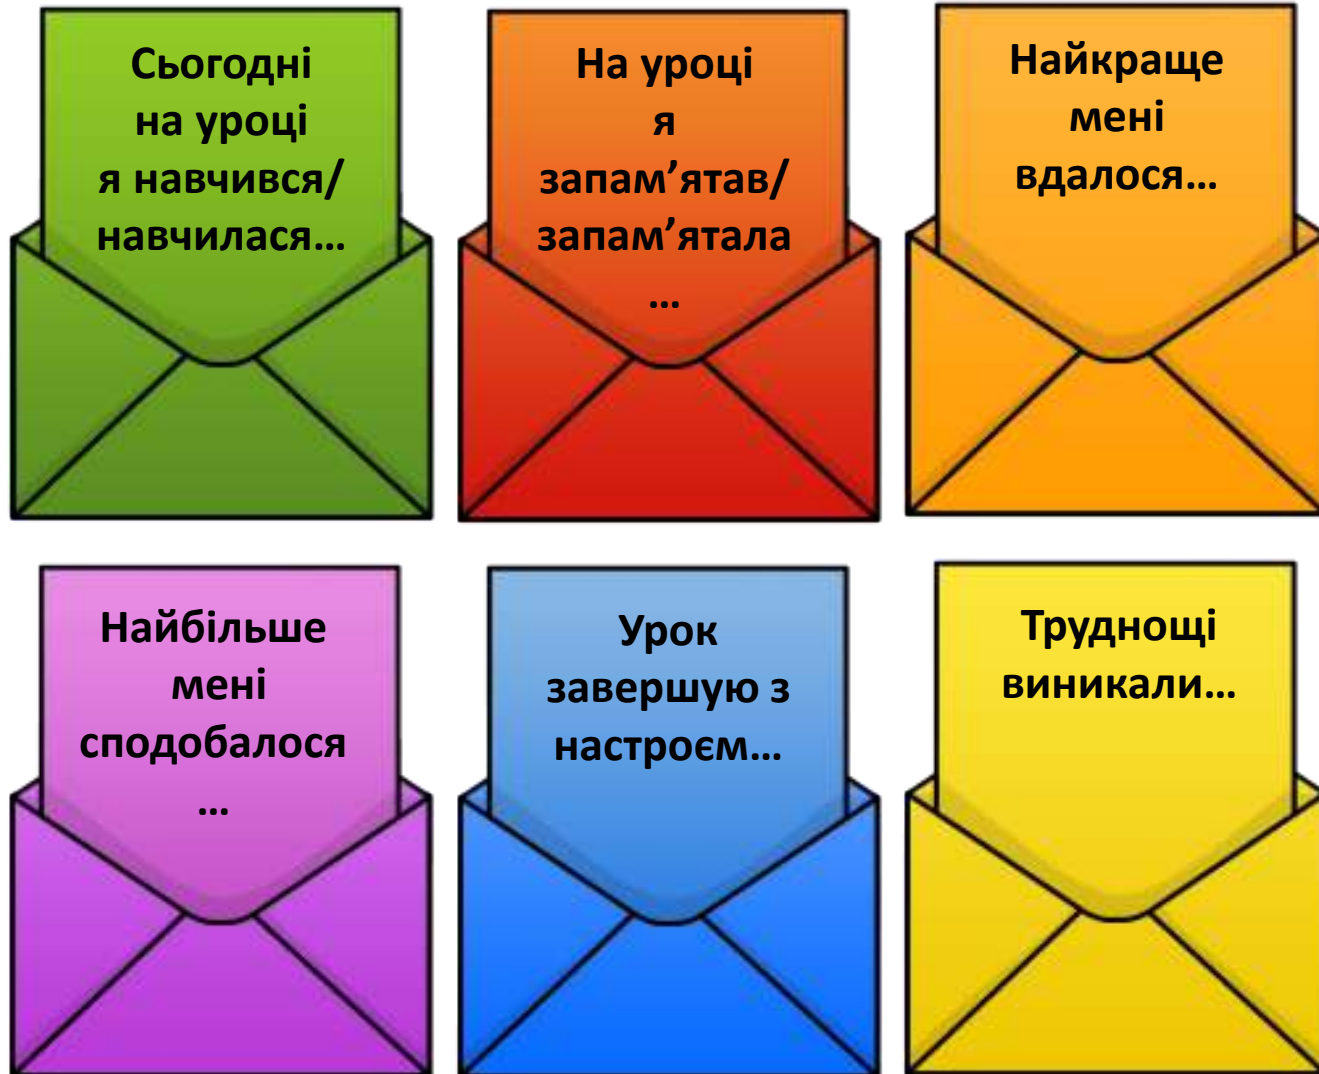 Сьогодні
на уроці
я навчився/
навчилася…
На уроці
я
запам’ятав/
запам’ятала
…
Найкраще
мені
вдалося…
Найбільше
мені
сподобалося
…
Урок
завершую з
настроєм…
Труднощі
виникали…